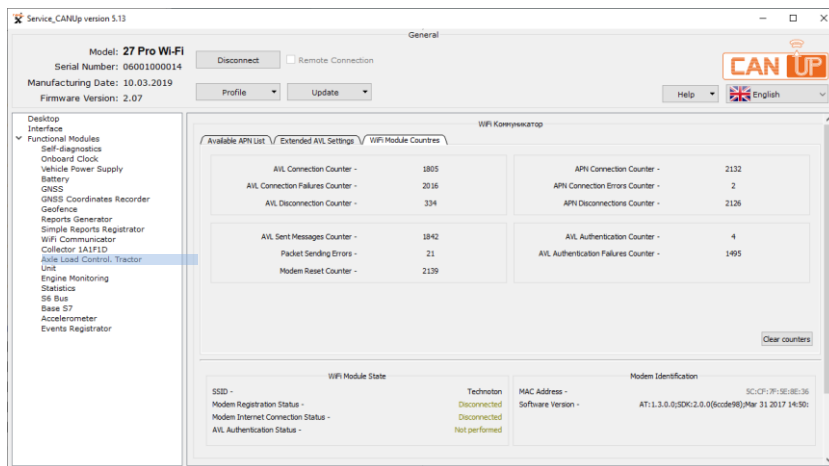 Service_CANUp version 5.13
General
Model: 27 Pro Wi-Fi
Serial Number: 06001000014
Manufacturing Date: 10.03.2019
Firmware Version: 2.07
Disconnect
Remote Connection
Profile
Update
CAN UP
Help
English
Desktop
Interface
Functional Modules
Self-diagnostics
Onboard Clock
Vehicle Power Supply
Battery
GNSS
GNSS Coordinates Recorder
Geofence
Reports Generator
Simple Reports Registrator
WiFi Communicator
Collector 1A1F1D
Axle Load Control. Tractor
Unit
Engine Monitoring
Statistics
S6 Bus
Base S7
Accelerometer
Events Registrator
WiFi Коммуникатор
Available APN List
Extended AVL Settings
WiFi Module Countres
AVL Connection Counter - 1805
AVL Connection Failures Counter - 2016
AVL Disconnection Counter - 334
APN Connection Counter - 2132
APN Connection Errors Counter - 2
APN Disconnections Counter - 2126
AVL Sent Messages Counter - 1842
Packet Sending Errors - 21
Modem Reset Counter - 2139
AVL Authentication Counter - 4
AVL Authentication Failures Counter - 1495
Clear counters
WiFi Module State
SSID - Technoton
Modem Registration Status - Disconnected
Modem Internet Connection Status - Disconnected
AVL Authentication Status - Not performed
Modem Identification
MAC Address - 5C:CF:7F:5E:8E:36
Software Version - AT:1.3.0.0;SDK:2.0.0(6ccde98);Mar 31 2017 14:50: